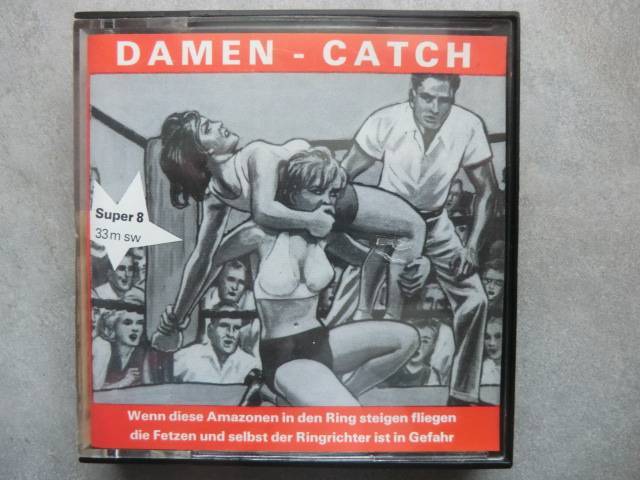 DAMEN - CATCH
Super 8
33 m sw
Wenn diese Amazonen in den Ring steigen fliegen
die Fetzen und selbst der Ringrichter ist in Gefahr